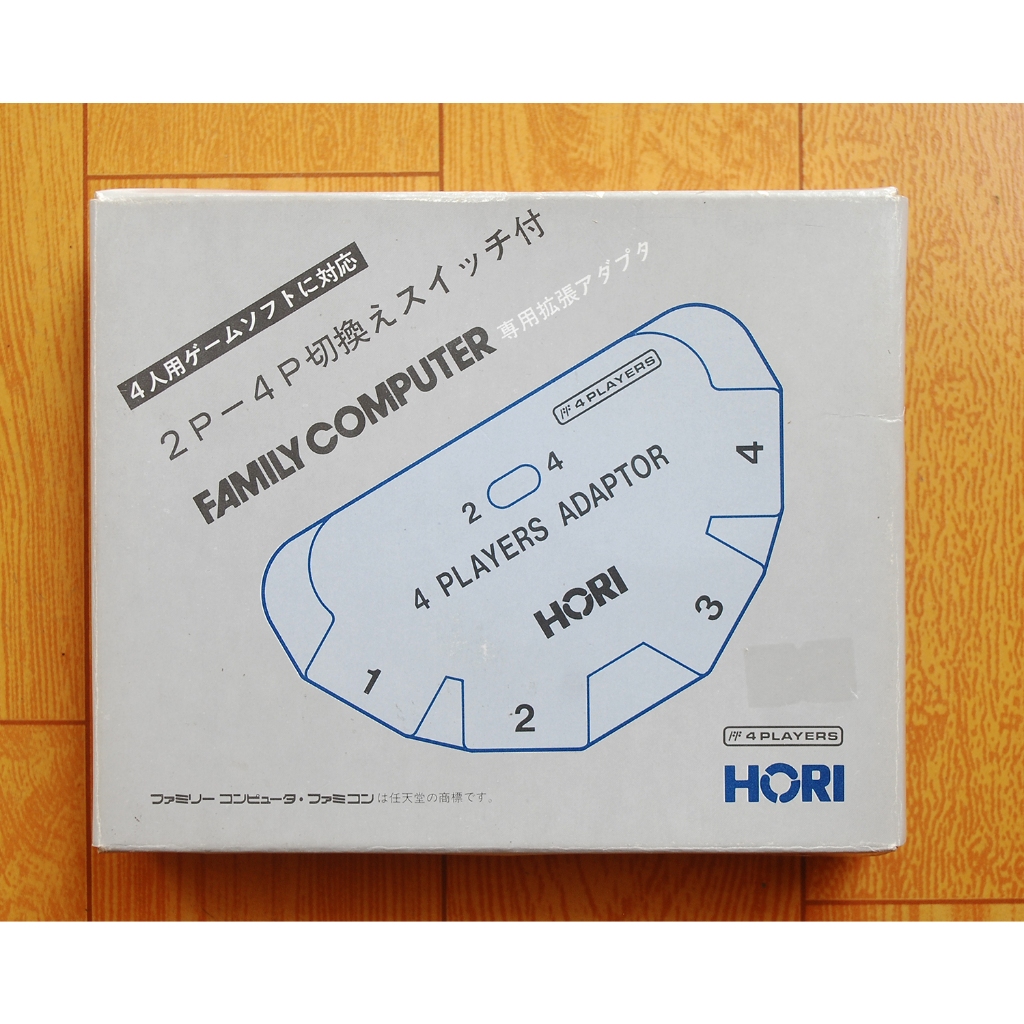 4人用ゲームソフトに対応
2P－4P切換えスイッチ付
FAMILY COMPUTER 専用拡張アダプタ
FF 4 PLAYERS
2 4
4 PLAYERS ADAPTOR
HORI
1
2
3
4
FF 4 PLAYERS
HORI
ファミリー コンピュータ・ファミコンは任天堂の商標です。